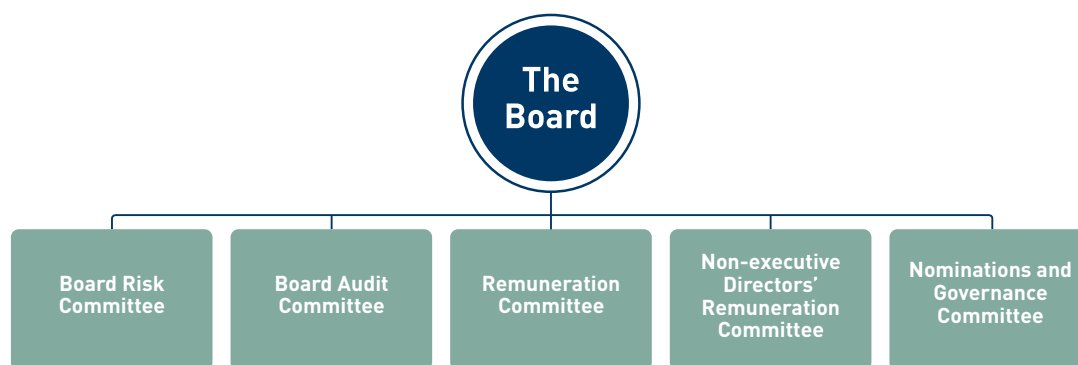 The
Board
Board Risk
Committee
Board Audit
Committee
Remuneration
Committee
Non-executive
Directors’
Remuneration
Committee
Nominations and
Governance
Committee